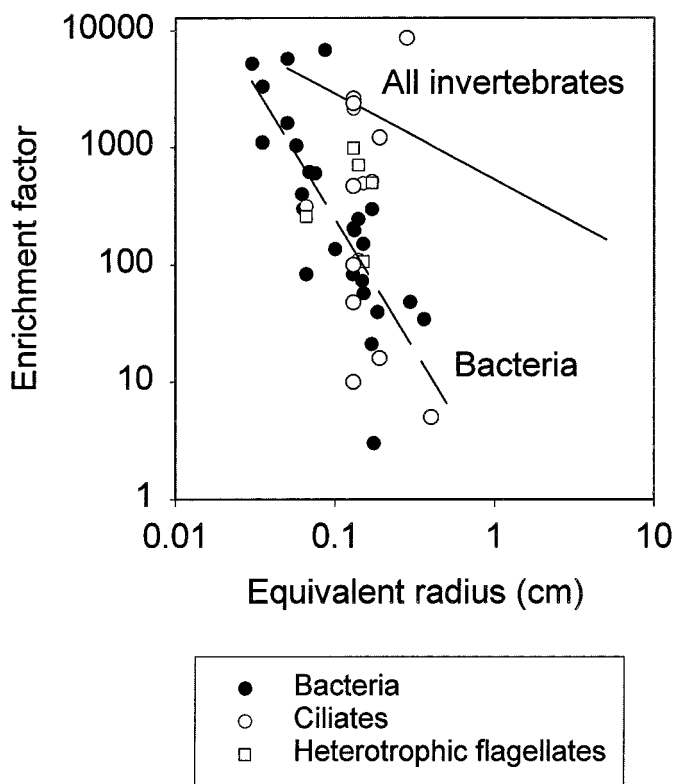 10000
1000
100
10
1
Enrichment factor
All invertebrates
Bacteria
0.01 0.1 1 10
Equivalent radius (cm)
Bacteria
Ciliates
Heterotrophic flagellates